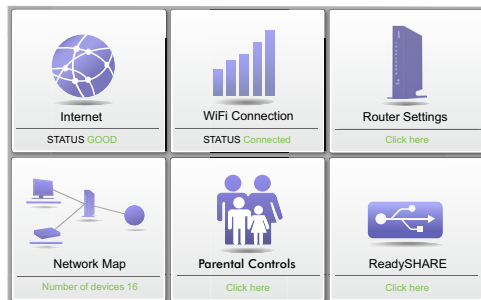 Internet
STATUS GOOD
WiFi Connection
STATUS Connected
Router Settings
Click here
Network Map
Number of devices 16
Parental Controls
Click here
ReadySHARE
Click here